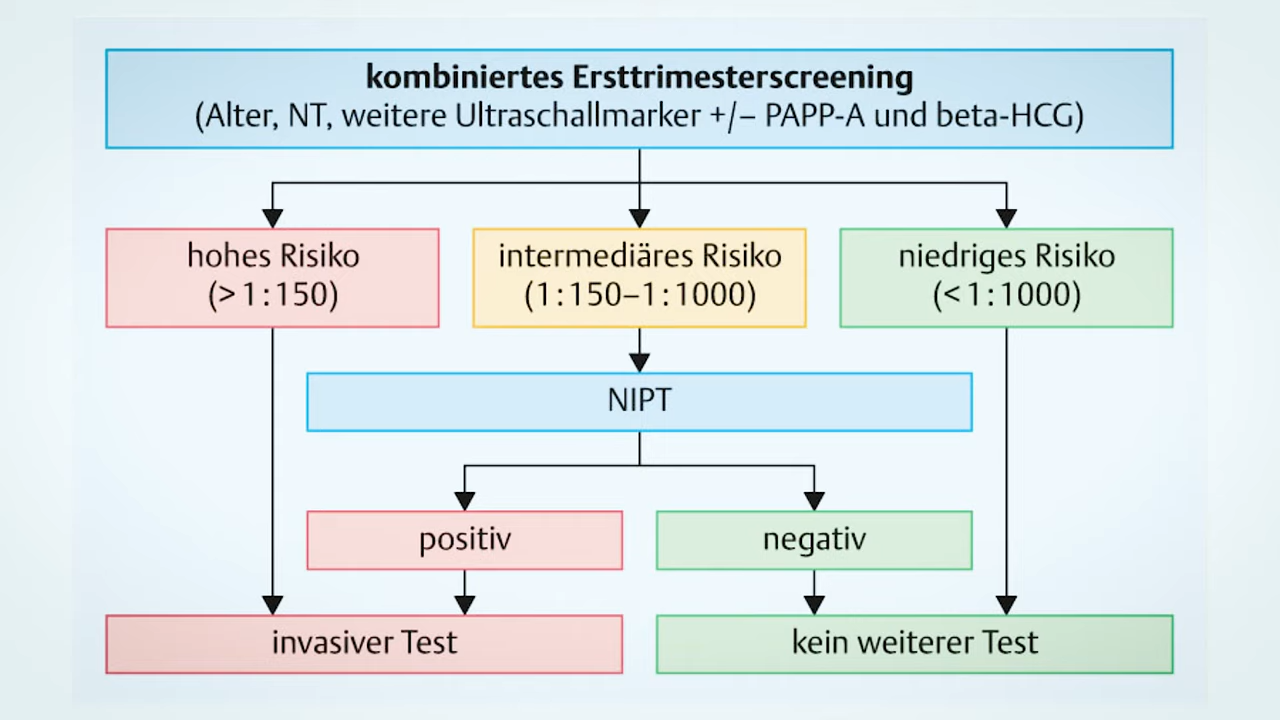 kombiniertes Ersttrimesterscreening
(Alter, NT, weitere Ultraschallmarker +/– PAPP-A und beta-HCG)
hohes Risiko
(> 1 : 150)
intermediäres Risiko
(1 : 150–1 : 1000)
niedriges Risiko
(< 1 : 1000)
NIPT
positiv
negativ
invasiver Test
kein weiterer Test